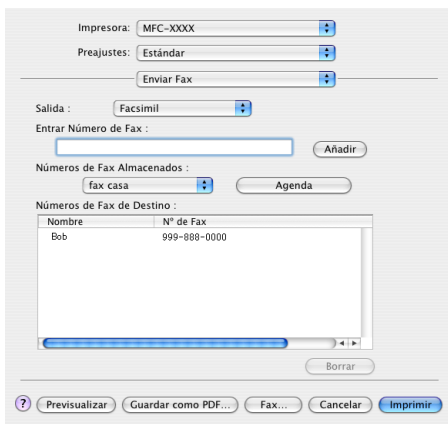 Impresora: MFC-XXXX
Preajustes: Estándar
Enviar Fax
Salida : Facsimil
Entrar Número de Fax :
Añadir
Números de Fax Almacenados :
fax casa Agenda
Números de Fax de Destino :
Nombre Nº de Fax
Bob 999-888-0000
Borrar
? Previsualizar Guardar como PDF... Fax... Cancelar Imprimir